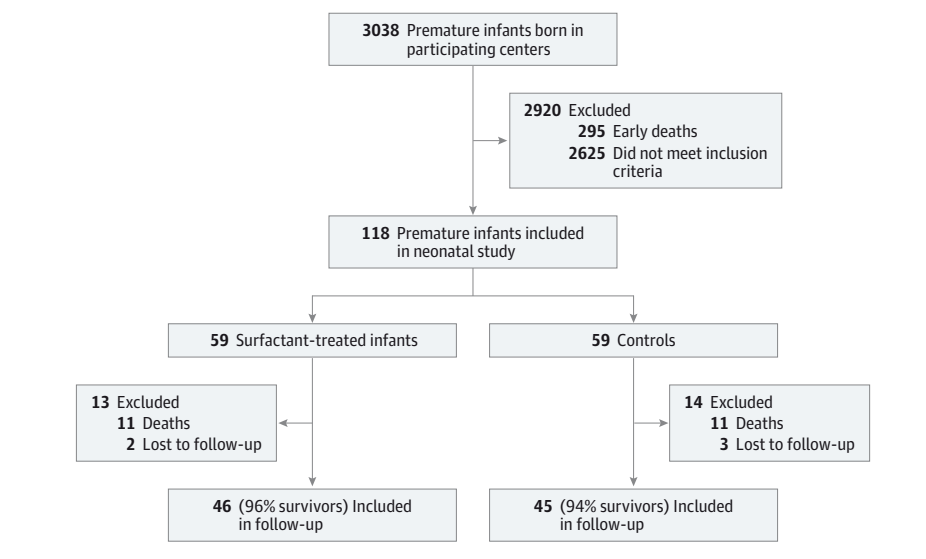 3038 Premature infants born in
participating centers
2920 Excluded
295 Early deaths
2625 Did not meet inclusion
criteria
118 Premature infants included
in neonatal study
59 Surfactant-treated infants
59 Controls
13 Excluded
11 Deaths
2 Lost to follow-up
14 Excluded
11 Deaths
3 Lost to follow-up
46 (96% survivors) Included
in follow-up
45 (94% survivors) Included
in follow-up